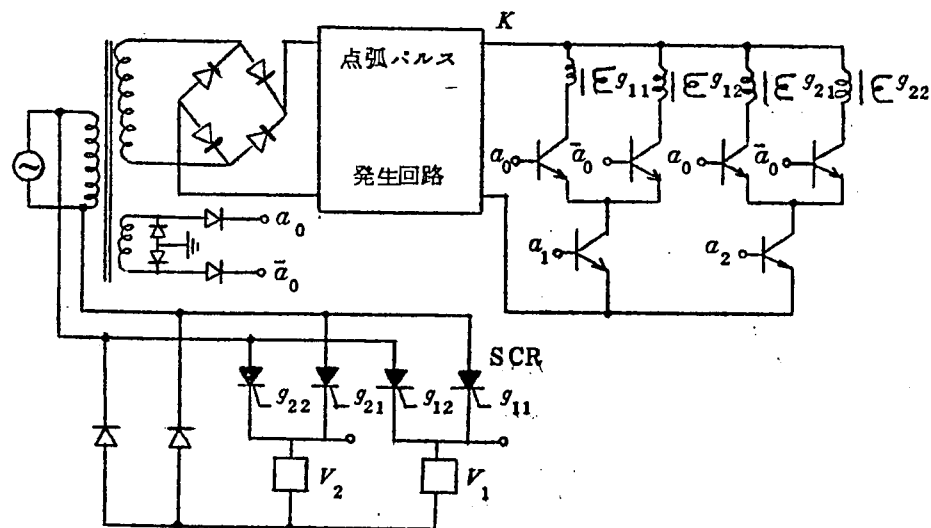 K
点弧パルス
発生回路
g₁₁
g₁₂
g₂₁
g₂₂
a₀
ā₀
a₀
ā₀
a₁
a₂
a₀
ā₀
SCR
g₂₂
g₂₁
g₁₂
g₁₁
V₂
V₁